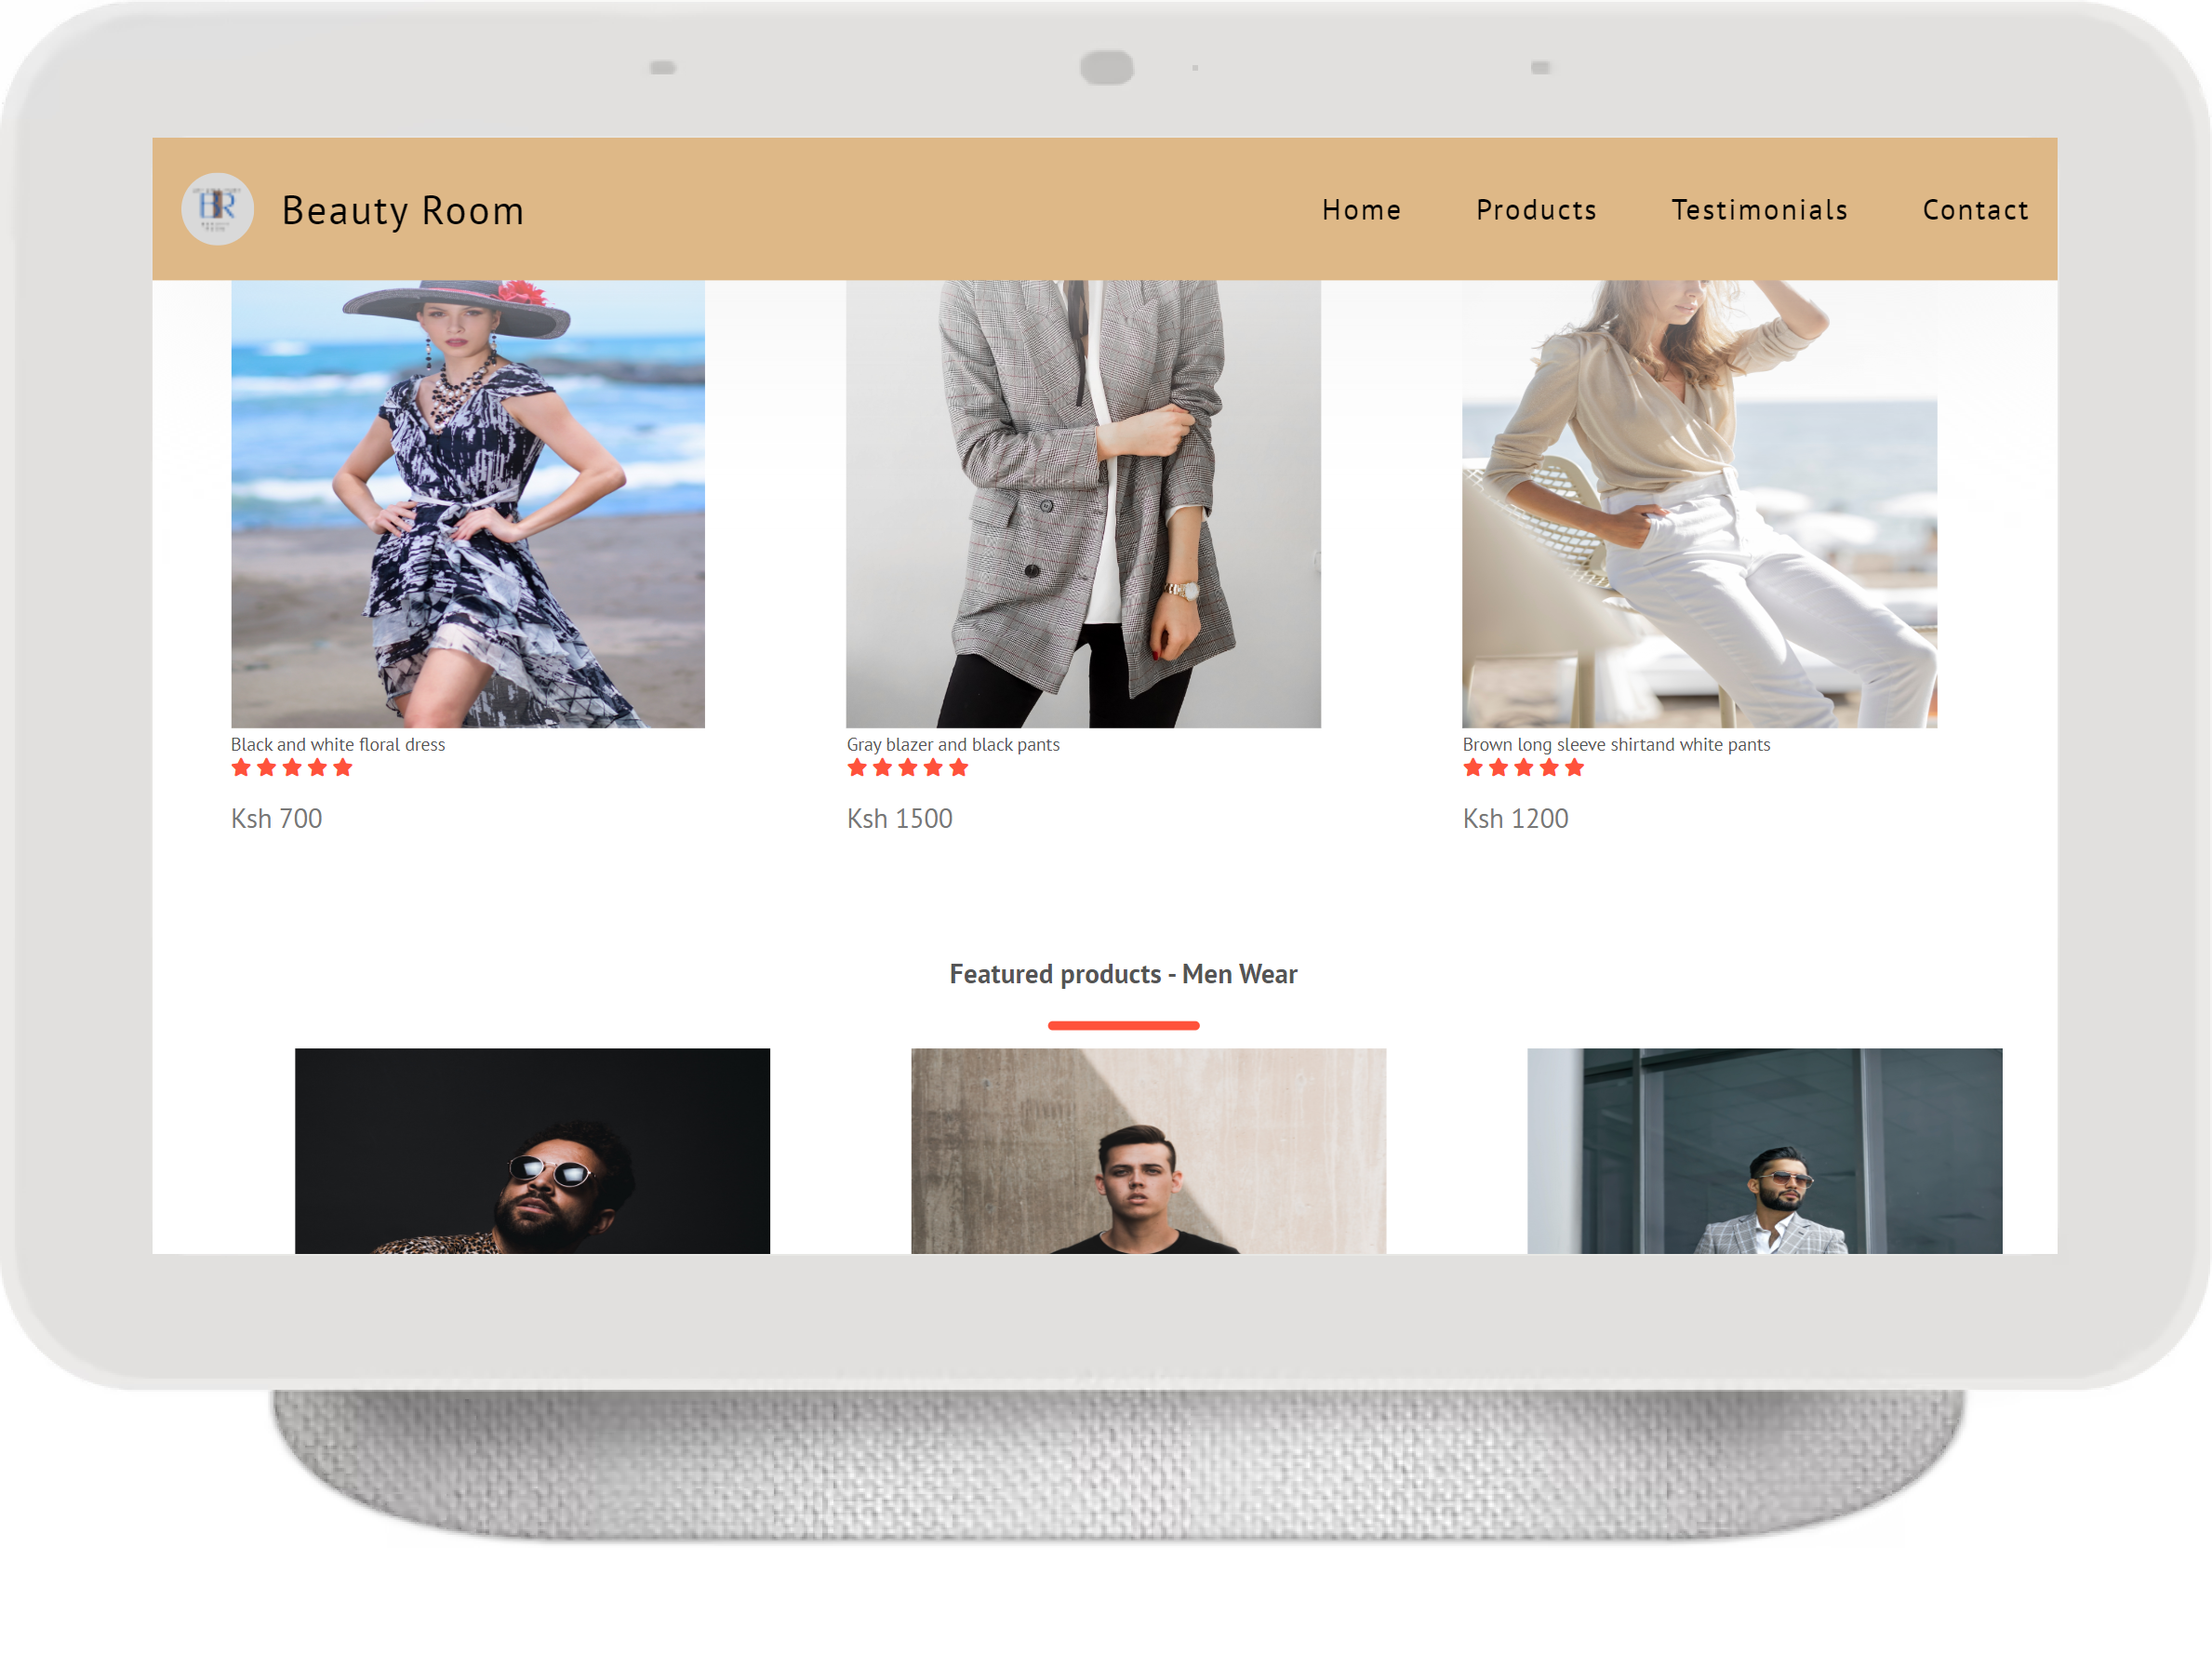 BR
Beauty Room
Home Products Testimonials Contact
Black and white floral dress
Ksh 700
Gray blazer and black pants
Ksh 1500
Brown long sleeve shirtand white pants
Ksh 1200
Featured products - Men Wear